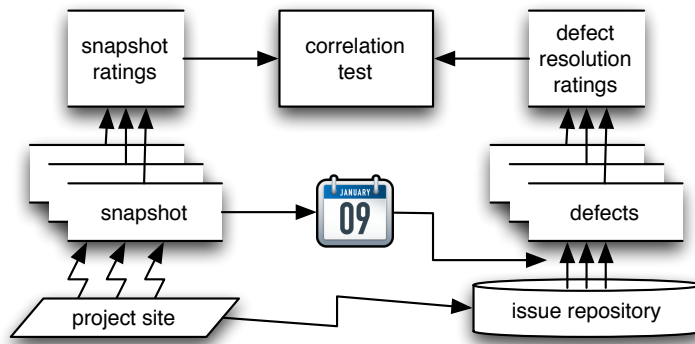 snapshot
ratings
correlation
test
defect
resolution
ratings
snapshot
JANUARY
09
defects
project site
issue repository